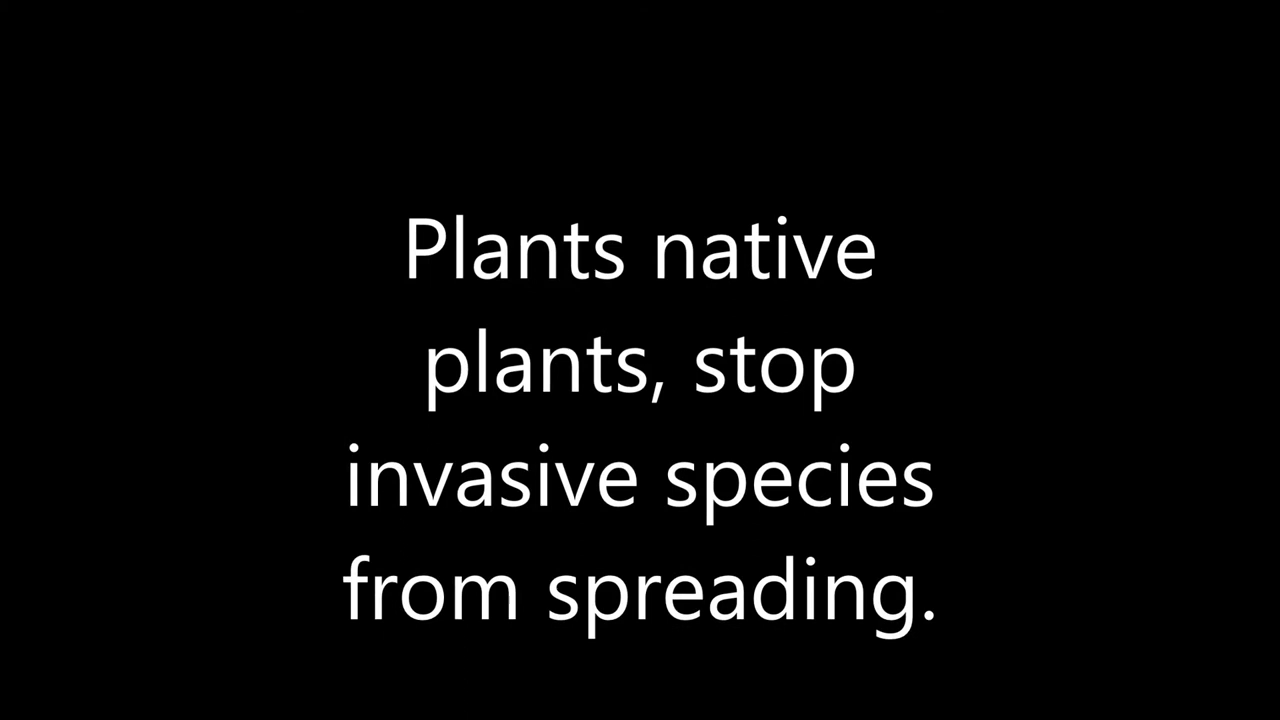 Plants native
plants, stop
invasive species
from spreading.